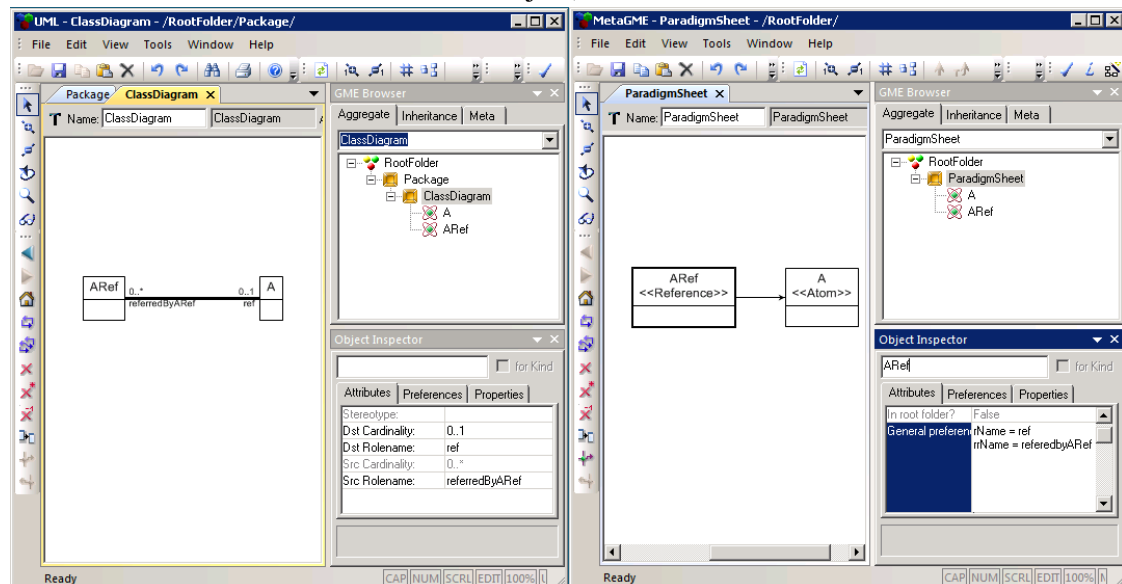 UML - ClassDiagram - /RootFolder/Package/
File Edit View Tools Window Help
Package ClassDiagram X
Name: ClassDiagram ClassDiagram
ARef
0..*
referredByARef
0..1
ref
A
GME Browser
Aggregate Inheritance Meta
ClassDiagram
RootFolder
Package
ClassDiagram
A
ARef
Object Inspector
for Kind
Attributes Preferences Properties
Stereotype:
Dst Cardinality: 0..1
Dst Rolename: ref
Src Cardinality: 0..*
Src Rolename: referredByARef
Ready
CAP NUM SCRL EDIT 100%
MetaGME - ParadigmSheet - /RootFolder/
File Edit View Tools Window Help
ParadigmSheet X
Name: ParadigmSheet ParadigmSheet
ARef
<<Reference>>
A
<<Atom>>
GME Browser
Aggregate Inheritance Meta
ParadigmSheet
RootFolder
ParadigmSheet
A
ARef
Object Inspector
ARef
for Kind
Attributes Preferences Properties
In root folder? False
General preferen rName = ref
rrName = referedbyARef
Ready
CAP NUM SCRL EDIT 100%